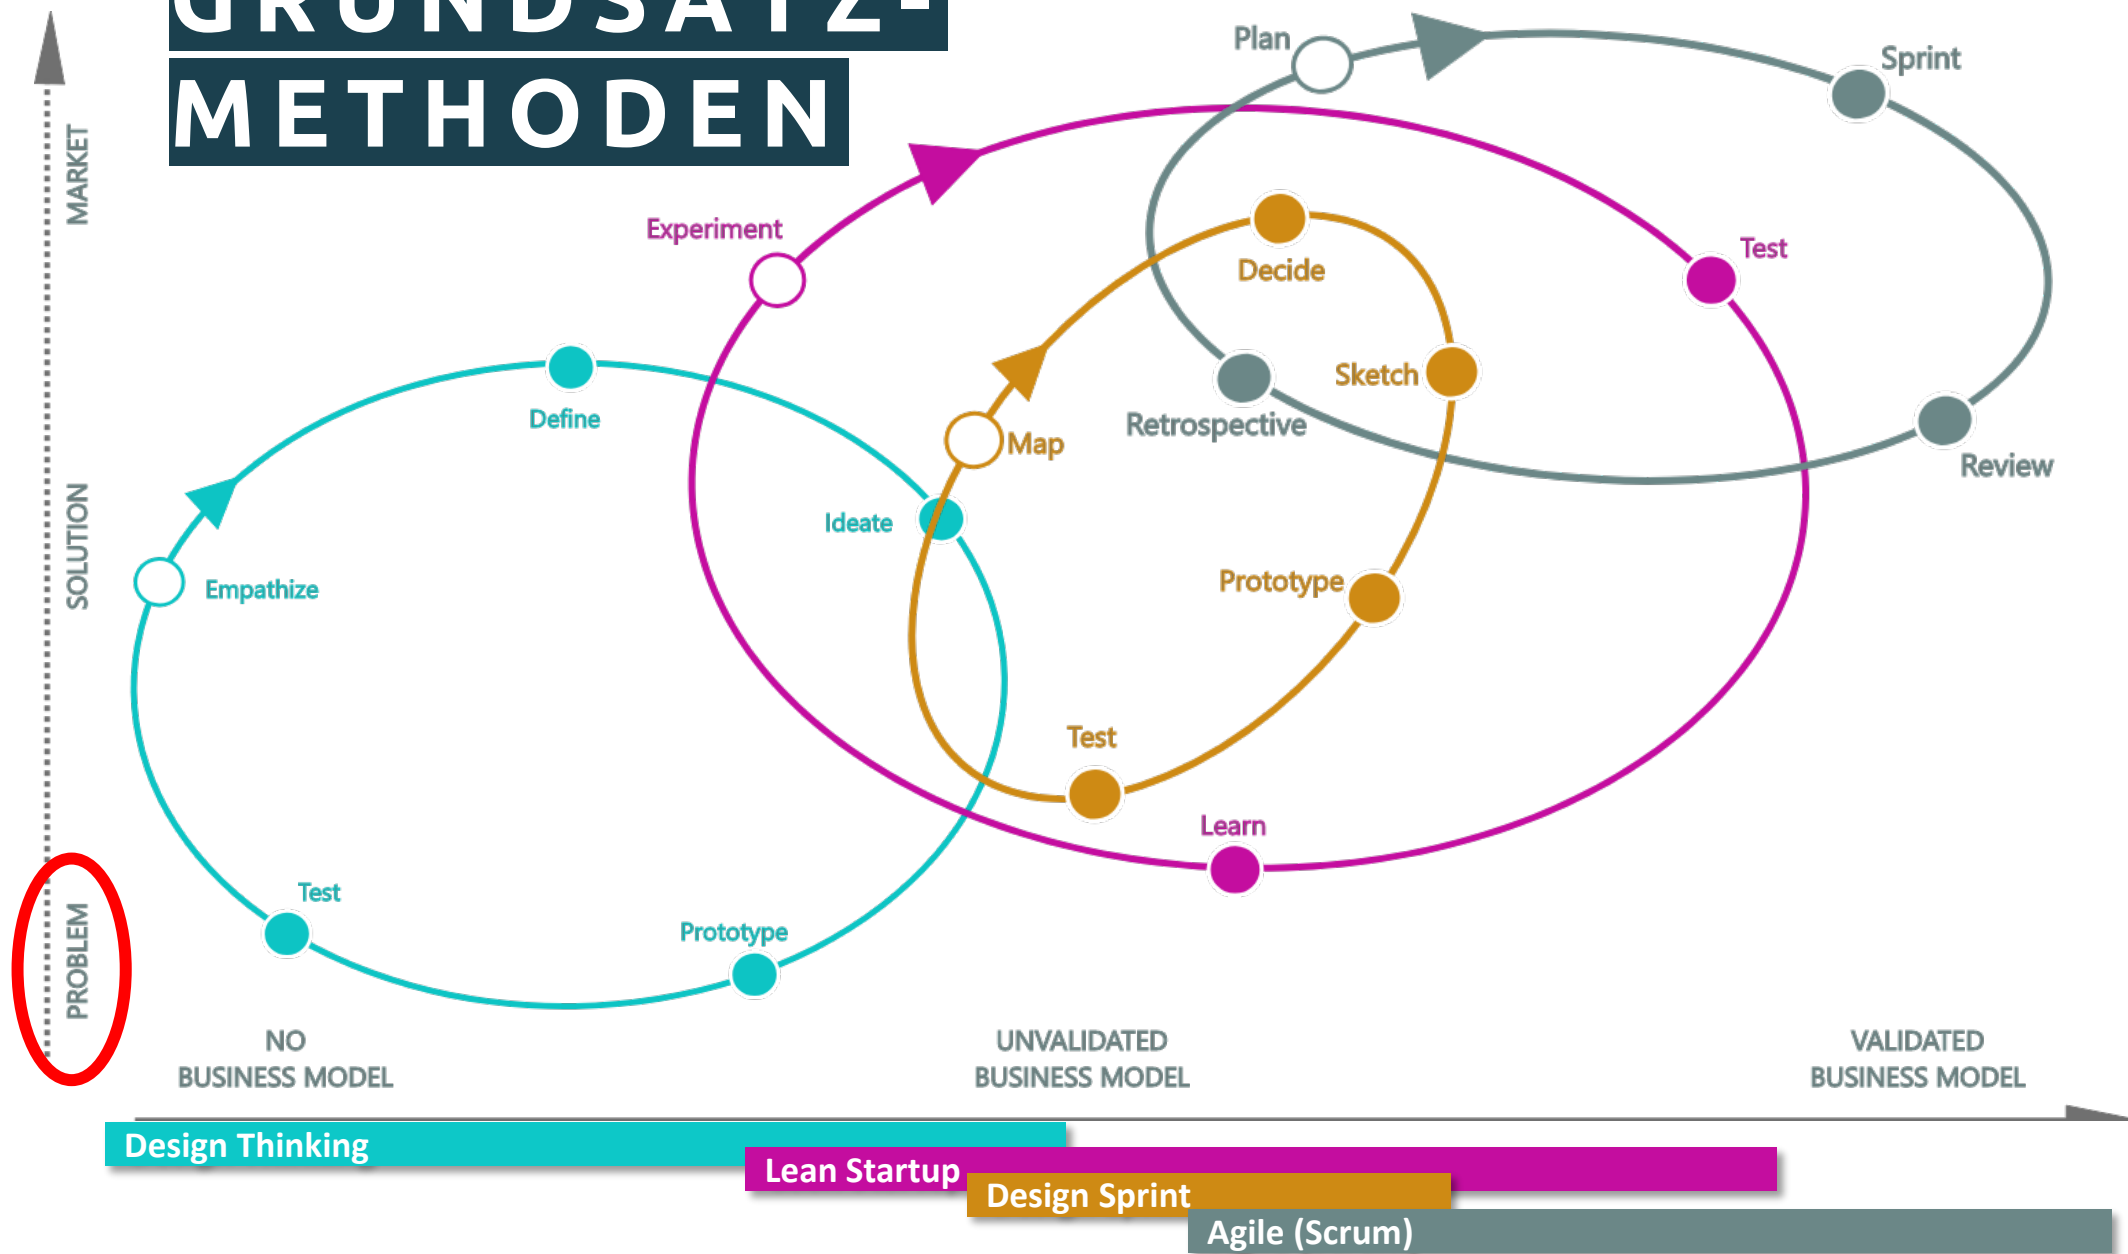 GRUNDSATZ-
METHODEN
MARKET
SOLUTION
PROBLEM
Plan
Sprint
Experiment
Test
Decide
Define
Sketch
Retrospective
Map
Review
Ideate
Prototype
Empathize
Test
Learn
Test
Prototype
NO
BUSINESS MODEL
UNVALIDATED
BUSINESS MODEL
VALIDATED
BUSINESS MODEL
Design Thinking
Lean Startup
Design Sprint
Agile (Scrum)